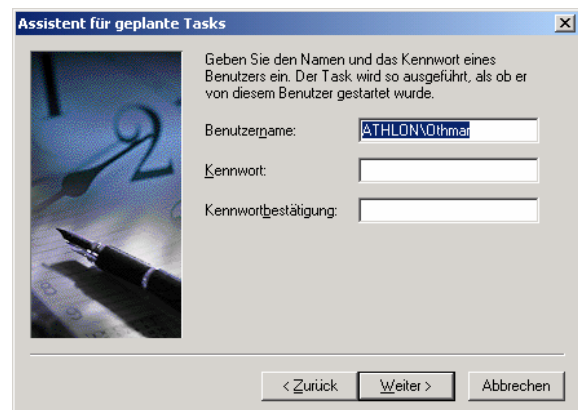 Assistent für geplante Tasks
Geben Sie den Namen und das Kennwort eines
Benutzers ein. Der Task wird so ausgeführt, als ob er
von diesem Benutzer gestartet wurde.
Benutzername: ATHLON\Othmar
Kennwort:
Kennwortbestätigung:
< Zurück Weiter > Abbrechen